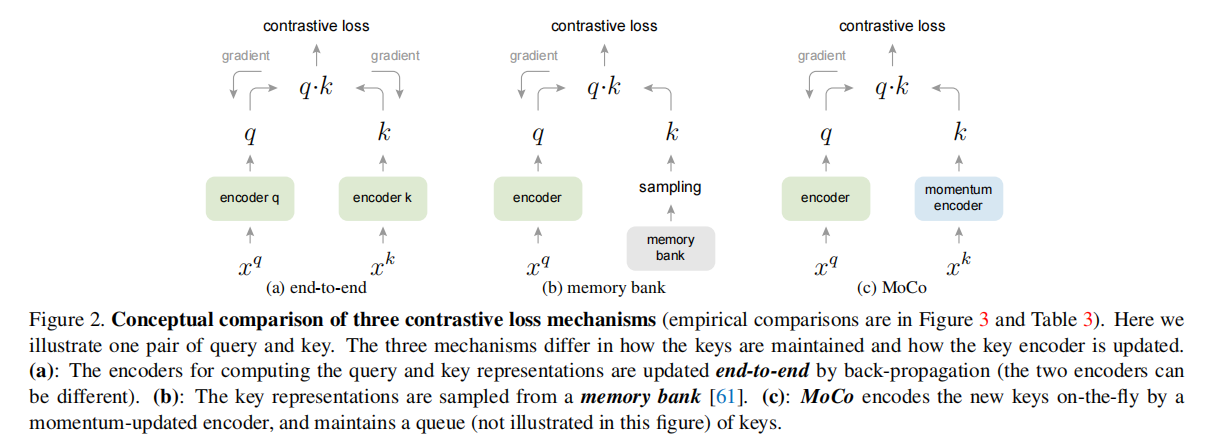 contrastive loss
gradient gradient
q·k
q k
encoder q encoder k
x^q x^k
(a) end-to-end
contrastive loss
gradient
q·k
q k
sampling
encoder
memory
bank
x^q
(b) memory bank
contrastive loss
gradient
q·k
q k
encoder
momentum
encoder
x^q x^k
(c) MoCo
Figure 2. Conceptual comparison of three contrastive loss mechanisms (empirical comparisons are in Figure 3 and Table 3). Here we
illustrate one pair of query and key. The three mechanisms differ in how the keys are maintained and how the key encoder is updated.
(a): The encoders for computing the query and key representations are updated end-to-end by back-propagation (the two encoders can
be different). (b): The key representations are sampled from a memory bank [61]. (c): MoCo encodes the new keys on-the-fly by a
momentum-updated encoder, and maintains a queue (not illustrated in this figure) of keys.